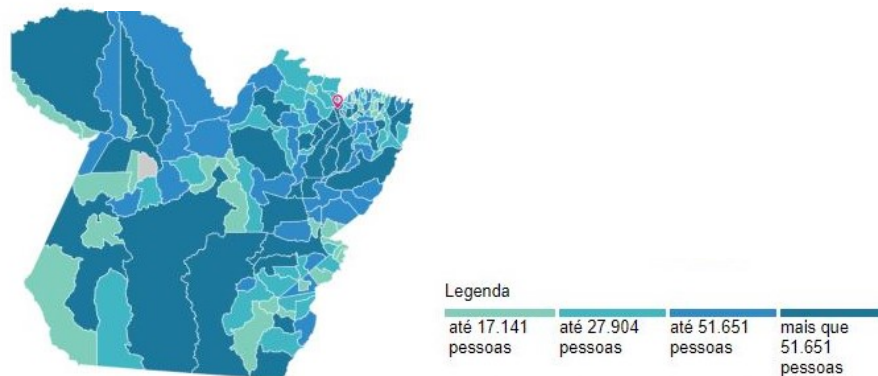 Legenda
até 17.141 até 27.904 até 51.651 mais que
pessoas pessoas pessoas 51.651
pessoas